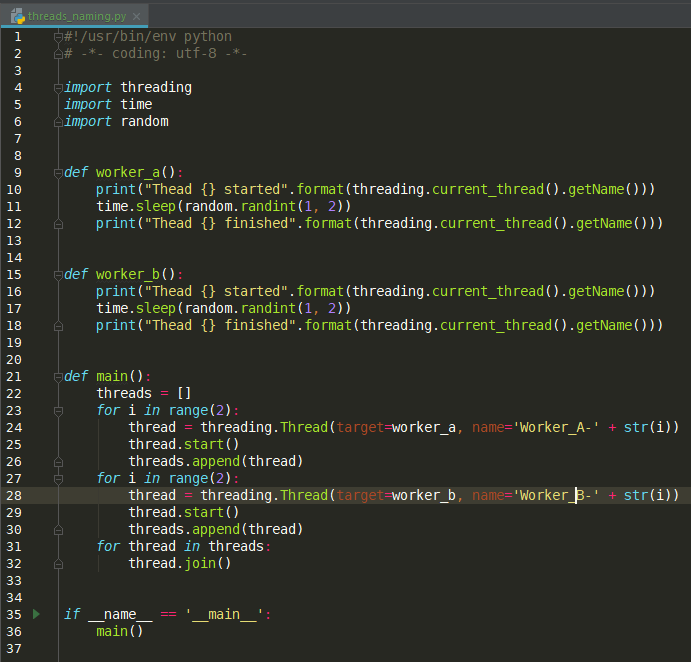 threads_naming.py ×
1 #!/usr/bin/env python
2 # -*- coding: utf-8 -*-
3
4 import threading
5 import time
6 import random
7
8
9 def worker_a():
10     print("Thead {} started".format(threading.current_thread().getName()))
11     time.sleep(random.randint(1, 2))
12     print("Thead {} finished".format(threading.current_thread().getName()))
13
14
15 def worker_b():
16     print("Thead {} started".format(threading.current_thread().getName()))
17     time.sleep(random.randint(1, 2))
18     print("Thead {} finished".format(threading.current_thread().getName()))
19
20
21 def main():
22     threads = []
23     for i in range(2):
24         thread = threading.Thread(target=worker_a, name='Worker_A-' + str(i))
25         thread.start()
26         threads.append(thread)
27     for i in range(2):
28         thread = threading.Thread(target=worker_b, name='Worker_B-' + str(i))
29         thread.start()
30         threads.append(thread)
31     for thread in threads:
32         thread.join()
33
34
35 if __name__ == '__main__':
36     main()
37